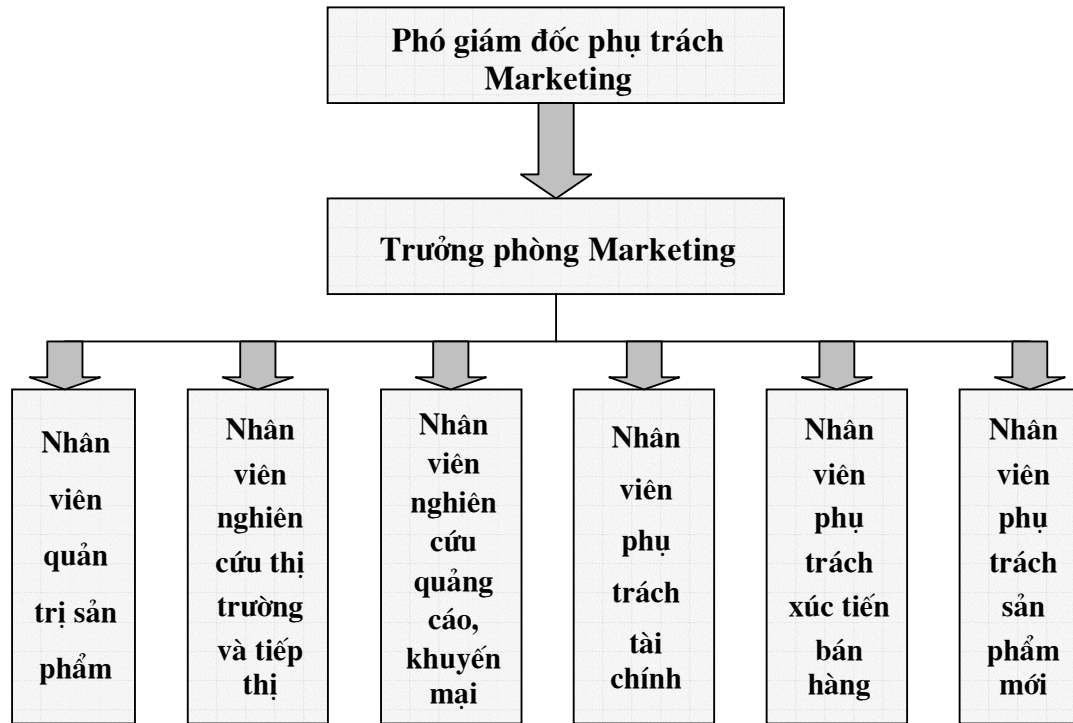 Phó giám đốc phụ trách
Marketing
Trưởng phòng Marketing
Nhân
viên
quản
trị sản
phẩm
Nhân
viên
nghiên
cứu thị
trường
và tiếp
thị
Nhân
viên
nghiên
cứu
quảng
cáo,
khuyến
mại
Nhân
viên
phụ
trách
tài
chính
Nhân
viên
phụ
trách
xúc tiến
bán
hàng
Nhân
viên
phụ
trách
sản
phẩm
mới